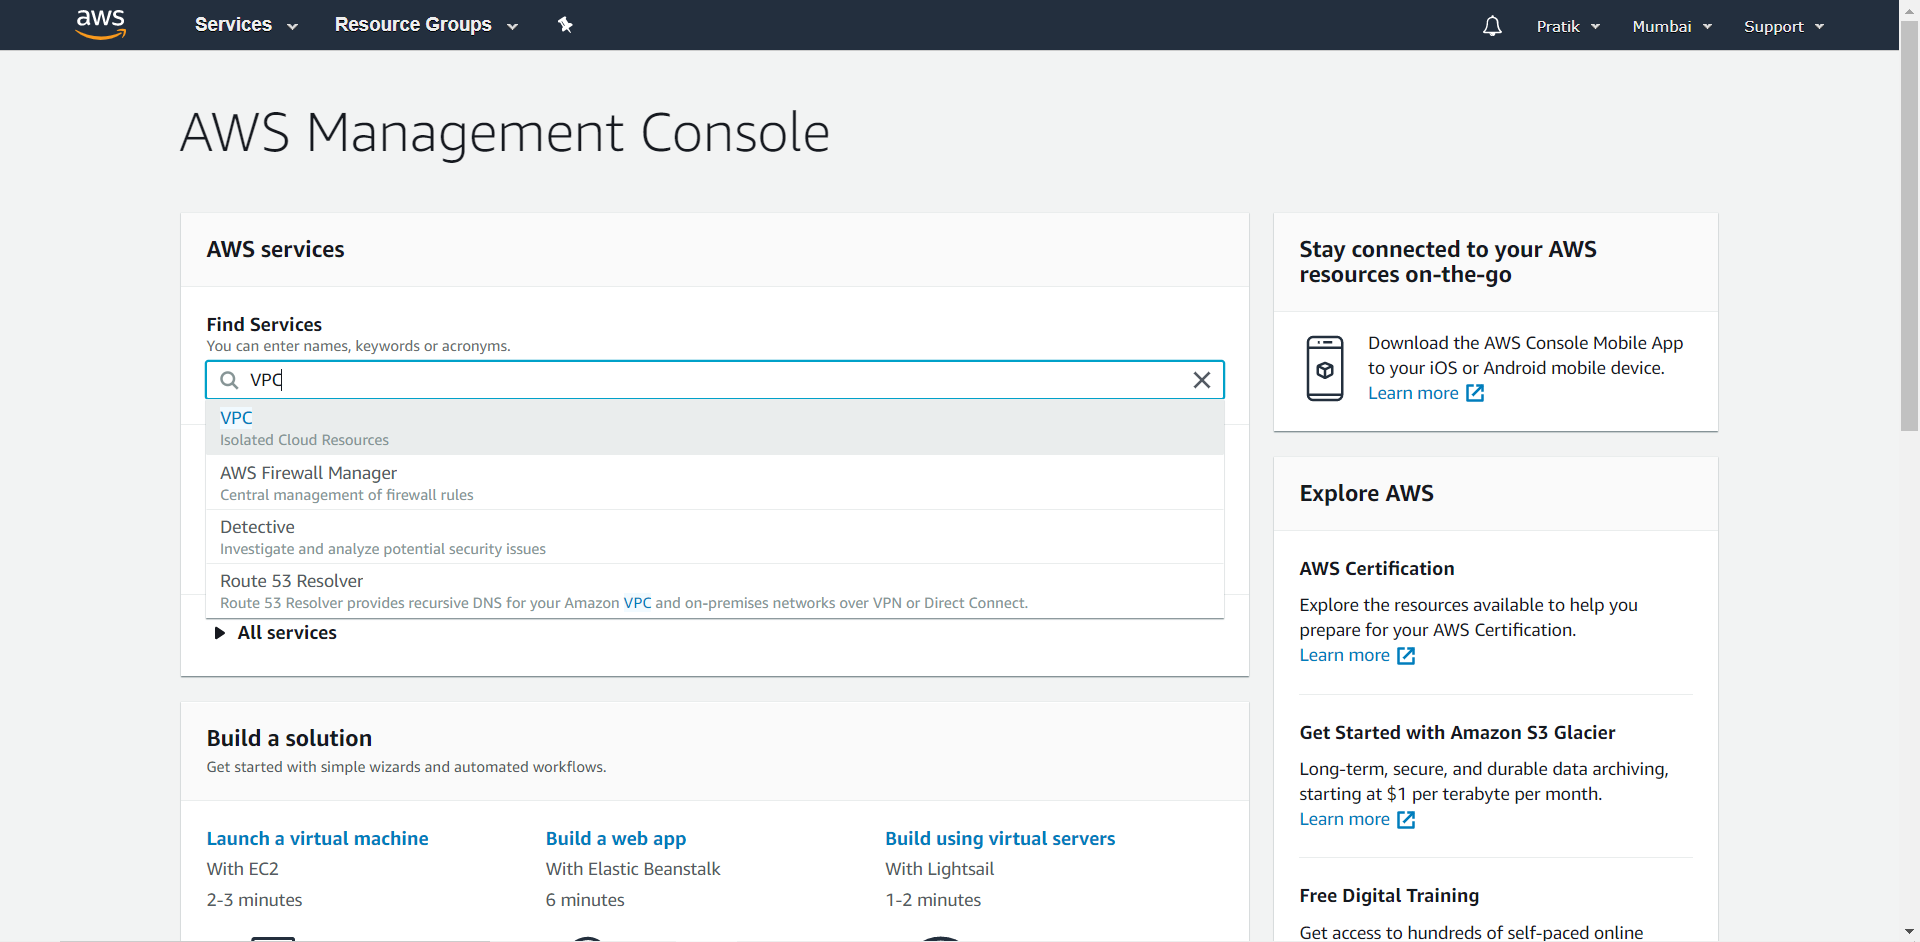 aws
Services
Resource Groups
Pratik
Mumbai
Support
AWS Management Console
AWS services
Find Services
You can enter names, keywords or acronyms.
VPC
VPC
Isolated Cloud Resources
AWS Firewall Manager
Central management of firewall rules
Detective
Investigate and analyze potential security issues
Route 53 Resolver
Route 53 Resolver provides recursive DNS for your Amazon VPC and on-premises networks over VPN or Direct Connect.
All services
Build a solution
Get started with simple wizards and automated workflows.
Launch a virtual machine
With EC2
2-3 minutes
Build a web app
With Elastic Beanstalk
6 minutes
Build using virtual servers
With Lightsail
1-2 minutes
Stay connected to your AWS
resources on-the-go
Download the AWS Console Mobile App
to your iOS or Android mobile device.
Learn more
Explore AWS
AWS Certification
Explore the resources available to help you
prepare for your AWS Certification.
Learn more
Get Started with Amazon S3 Glacier
Long-term, secure, and durable data archiving,
starting at $1 per terabyte per month.
Learn more
Free Digital Training
Get access to hundreds of self-paced online